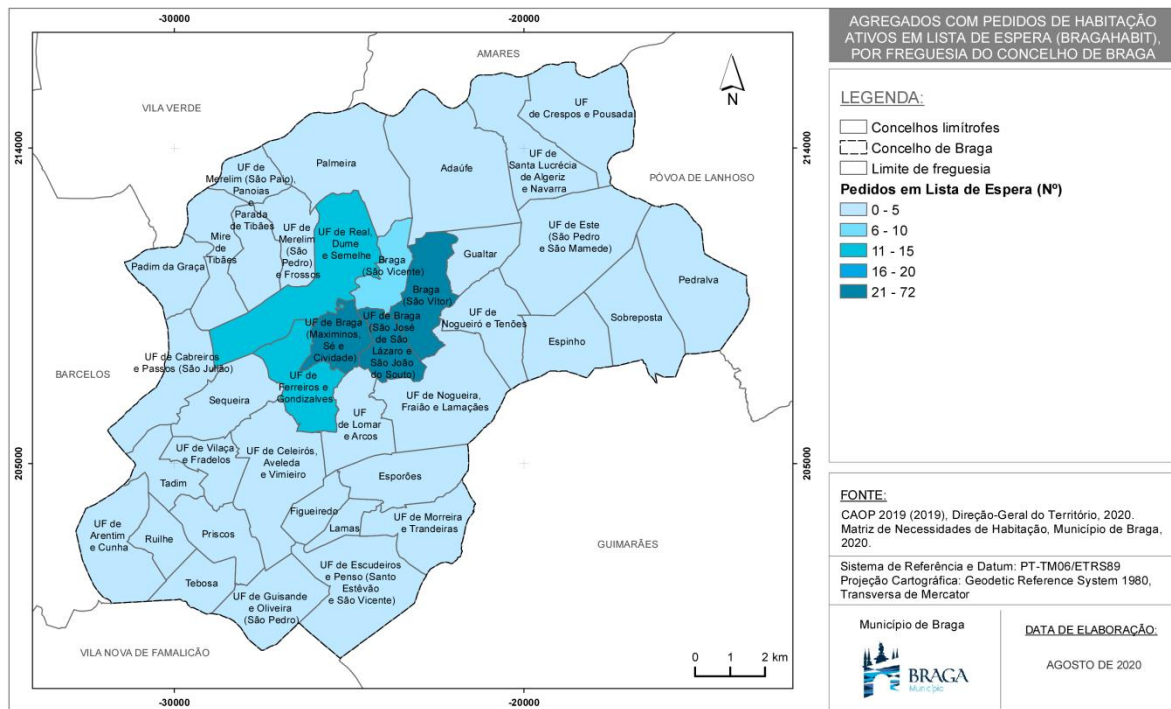 -30000
-20000
AGREGADOS COM PEDIDOS DE HABITAÇÃO
ATIVOS EM LISTA DE ESPERA (BRAGAHABIT),
POR FREGUESIA DO CONCELHO DE BRAGA
AMARES
VILA VERDE
N
UF
de Crespos e Pousada
214000
214000
Palmeira
Adaúfe
UF de
Santa Lucrécia
de Algeriz
e Navarra
PÓVOA DE LANHOSO
UF de
Merelim (São Paio),
Panoias
e
Parada
de Tibães
Mire
de
Tibães
UF de
Merelim
(São
Pedro)
e Frossos
UF de Real,
Dume
e Semelhe
Braga
(São Vicente)
Gualtar
UF de Este
(São Pedro
e São Mamede)
Padim da Graça
Pedralva
Braga
(São Vítor)
UF de Braga
(Maximinos,
Sé e
Cividade)
UF de Braga
(São José
de São
Lázaro e
São João
do Souto)
UF de
Nogueiró e Tenões
Sobreposta
Espinho
UF de Cabreiros
e Passos (São Julião)
BARCELOS
UF de
Ferreiros e
Gondizalves
Sequeira
UF
de Lomar
e Arcos
UF de Nogueira,
Fraião e Lamaçães
UF de Vilaça
e Fradelos
UF de Celeirós,
Aveleda
e Vimieiro
205000
205000
Tadim
Esporões
UF de
Arentim
e Cunha
Ruilhe
Priscos
Figueiredo
Lamas
UF de Morreira
e Trandeiras
GUIMARÃES
Tebosa
UF de Escudeiros
e Penso (Santo
Estêvão
e São Vicente)
UF de Guisande
e Oliveira
(São Pedro)
VILA NOVA DE FAMALICÃO
0 1 2 km
-30000
-20000
LEGENDA:
Concelhos limítrofes
Concelho de Braga
Limite de freguesia
Pedidos em Lista de Espera (Nº)
0 - 5
6 - 10
11 - 15
16 - 20
21 - 72
FONTE:
CAOP 2019 (2019), Direção-Geral do Território, 2020.
Matriz de Necessidades de Habitação, Município de Braga,
2020.
Sistema de Referência e Datum: PT-TM06/ETRS89
Projeção Cartográfica: Geodetic Reference System 1980,
Transversa de Mercator
Município de Braga
BRAGA
Município
DATA DE ELABORAÇÃO:
AGOSTO DE 2020